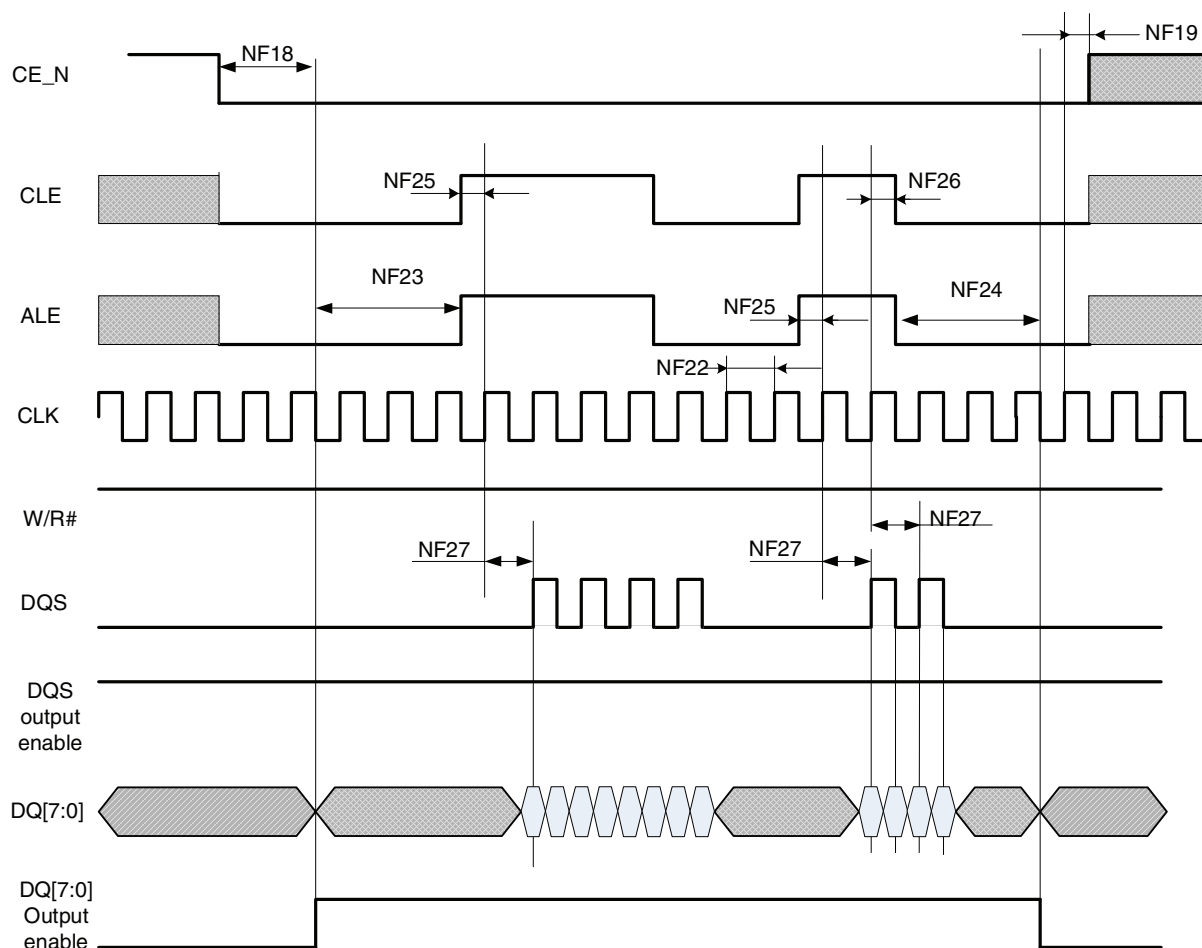 NF19
NF18
CE_N
NF25
NF26
CLE
NF23
NF24
ALE
NF25
NF22
CLK
W/R#
NF27
NF27
NF27
DQS
DQS
output
enable
DQ[7:0]
DQ[7:0]
Output
enable